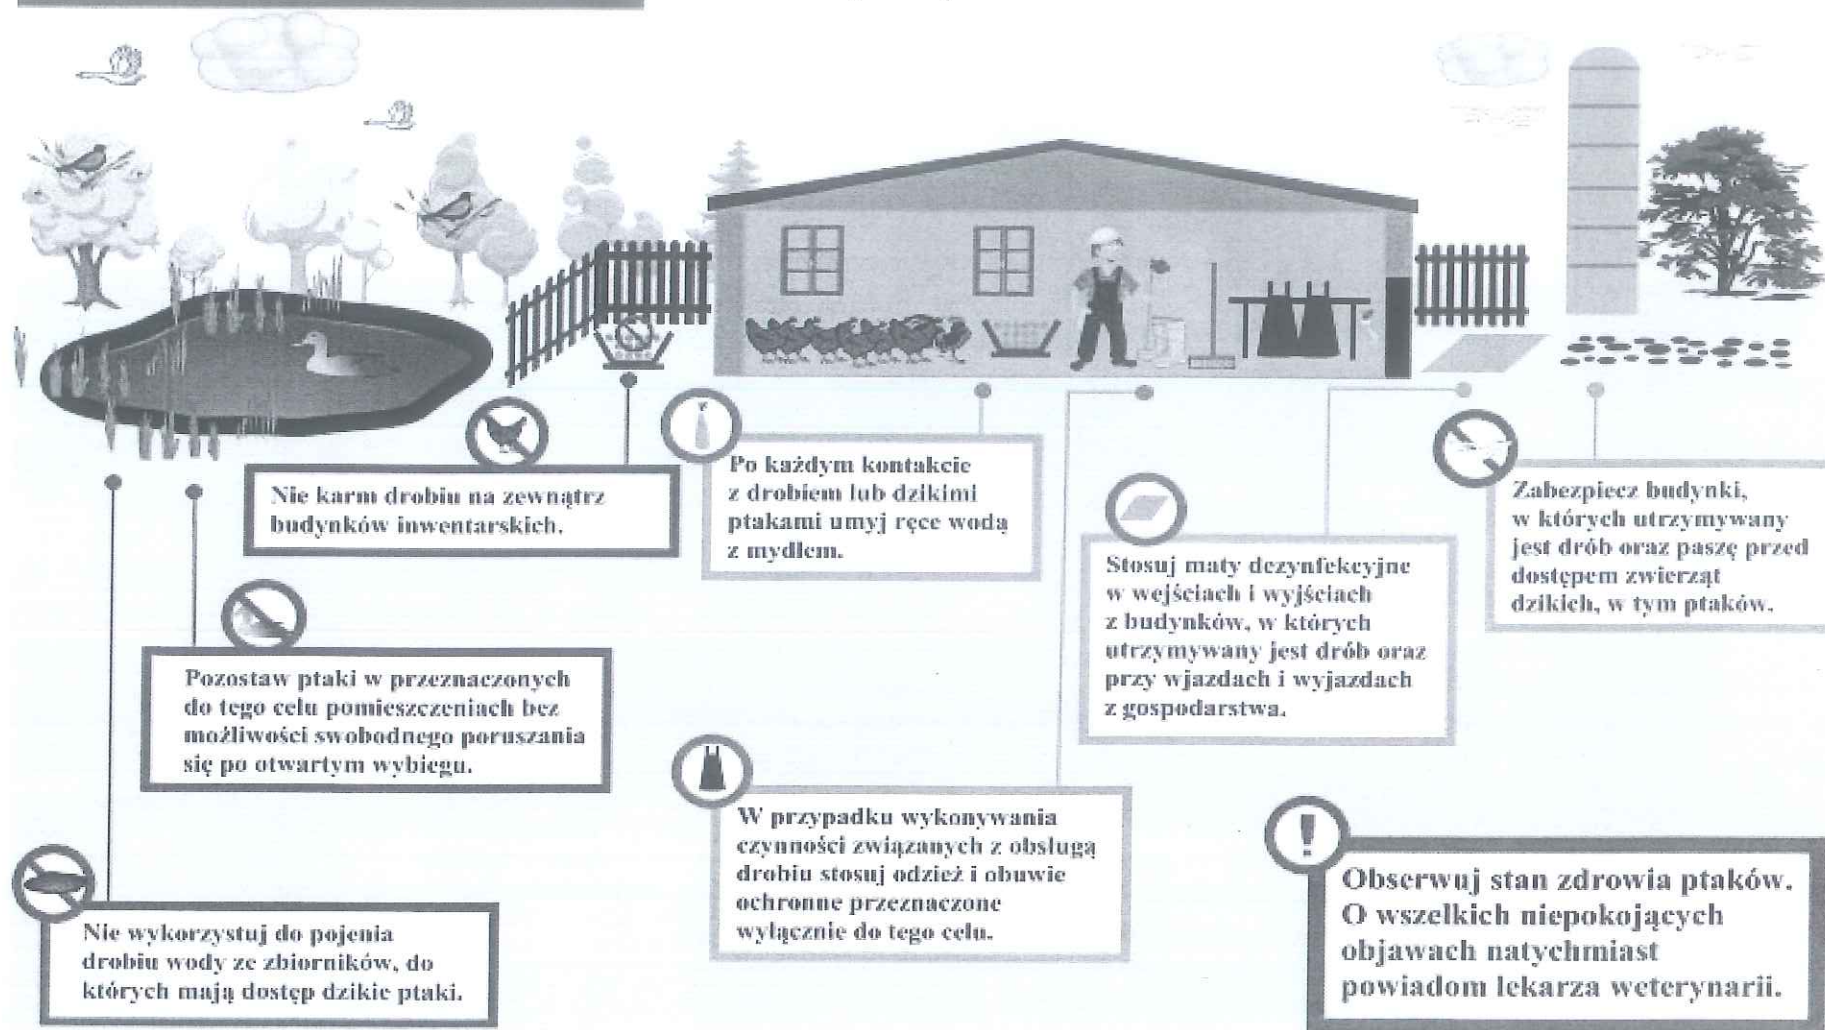 Nie karm drobiu na zewnątrz
budynków inwentarskich.
Po każdym kontakcie
z drobiem lub dzikimi
ptakami umyj ręce wodą
z mydłem.
Zabezpiecz budynki,
w których utrzymywany
jest drób oraz paszę przed
dostępem zwierząt
dzikich, w tym ptaków.
Stosuj maty dezynfekcyjne
w wejściach i wyjściach
z budynków, w których
utrzymywany jest drób oraz
przy wjazdach i wyjazdach
z gospodarstwa.
Pozostaw ptaki w przeznaczonych
do tego celu pomieszczeniach bez
możliwości swobodnego poruszania
się po otwartym wybiegu.
W przypadku wykonywania
czynności związanych z obsługą
drobiu stosuj odzież i obuwie
ochronne przeznaczone
wyłącznie do tego celu.
Nie wykorzystuj do pojenia
drobiu wody ze zbiorników, do
których mają dostęp dzikie ptaki.
!
Obserwuj stan zdrowia ptaków.
O wszelkich niepokojących
objawach natychmiast
powiadom lekarza weterynarii.